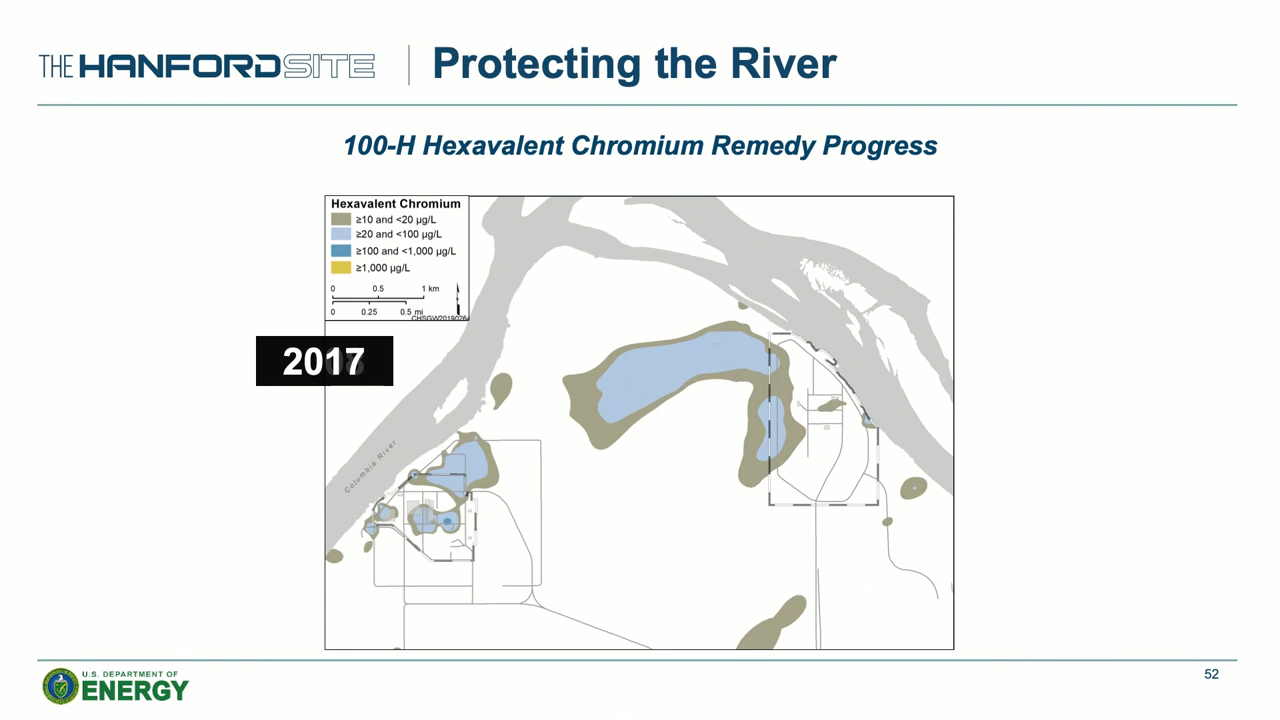 THE HANFORDSITE
Protecting the River
100-H Hexavalent Chromium Remedy Progress
Hexavalent Chromium
≥10 and <20 µg/L
≥20 and <100 µg/L
≥100 and <1,000 µg/L
≥1,000 µg/L
0 0.5 1 km
0 0.25 0.5 mi
2017
Columbia River
U.S. DEPARTMENT OF
ENERGY
52